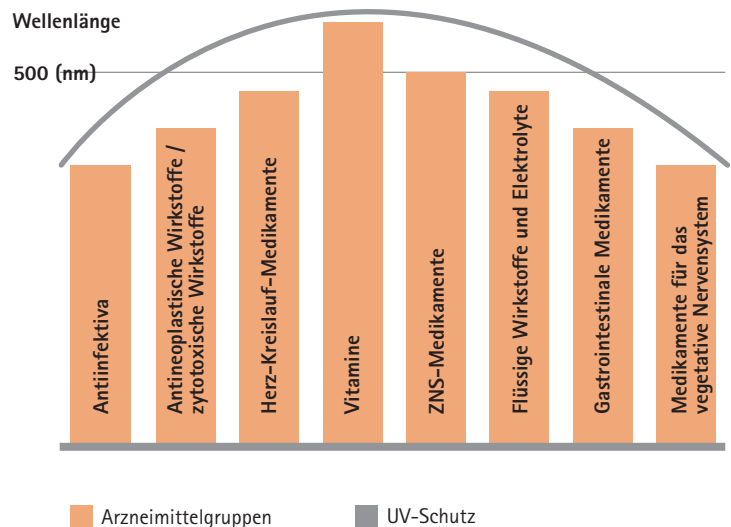 Wellenlänge
500 (nm)
Antiinfektiva
Antineoplastische Wirkstoffe /
zytotoxische Wirkstoffe
Herz-Kreislauf-Medikamente
Vitamine
ZNS-Medikamente
Flüssige Wirkstoffe und Elektrolyte
Gastrointestinale Medikamente
Medikamente für das
vegetative Nervensystem
Arzneimittelgruppen
UV-Schutz